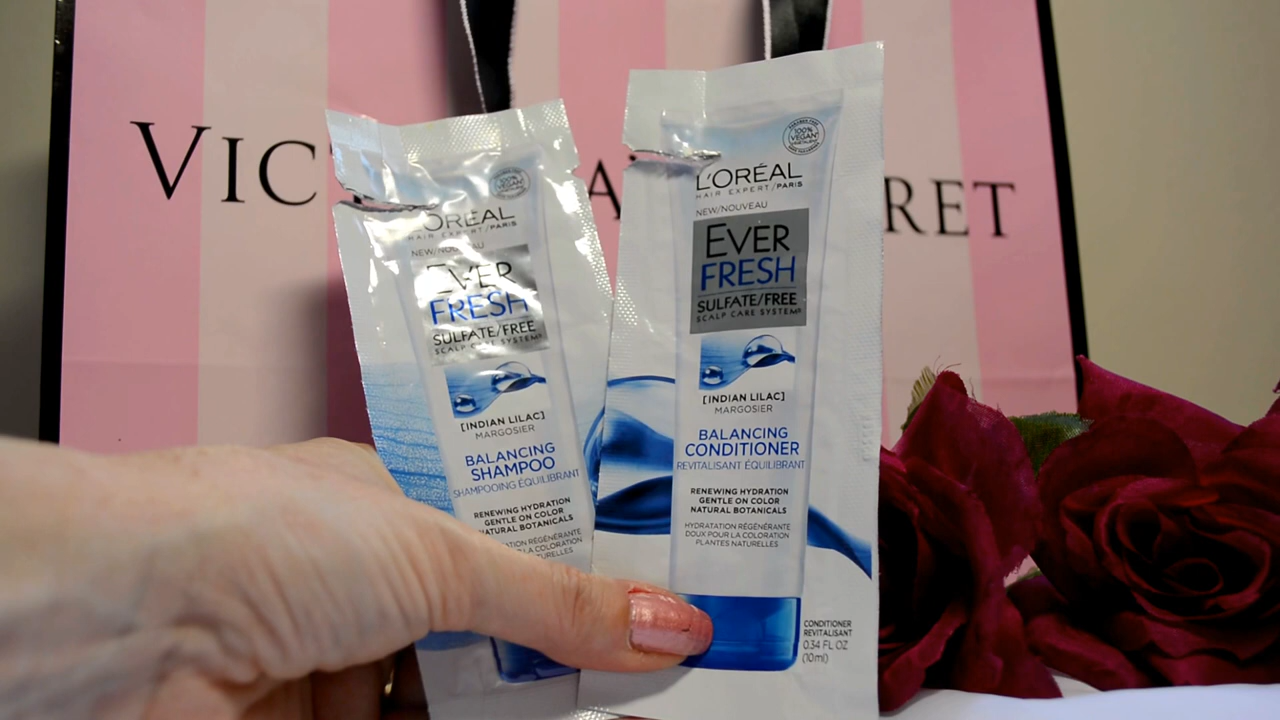 VIC
RET
L'ORÉAL
HAIR EXPERT/PARIS
NEW/NOUVEAU
EVER
FRESH
SULFATE/FREE
SCALP CARE SYSTEM
[INDIAN LILAC]
MARGOSIER
BALANCING
SHAMPOO
SHAMPOOING ÉQUILIBRANT
RENEWING HYDRATION
GENTLE ON COLOR
NATURAL BOTANICALS
100%
VEGAN
L'ORÉAL
HAIR EXPERT/PARIS
NEW/NOUVEAU
EVER
FRESH
SULFATE/FREE
SCALP CARE SYSTEM
[INDIAN LILAC]
MARGOSIER
BALANCING
CONDITIONER
REVITALISANT ÉQUILIBRANT
RENEWING HYDRATION
GENTLE ON COLOR
NATURAL BOTANICALS
HYDRATATION RÉGÉNÉRANTE
DOUX POUR LA COLORATION
PLANTES NATURELLES
CONDITIONER
REVITALISANT
0.34 FL OZ
(10ml)